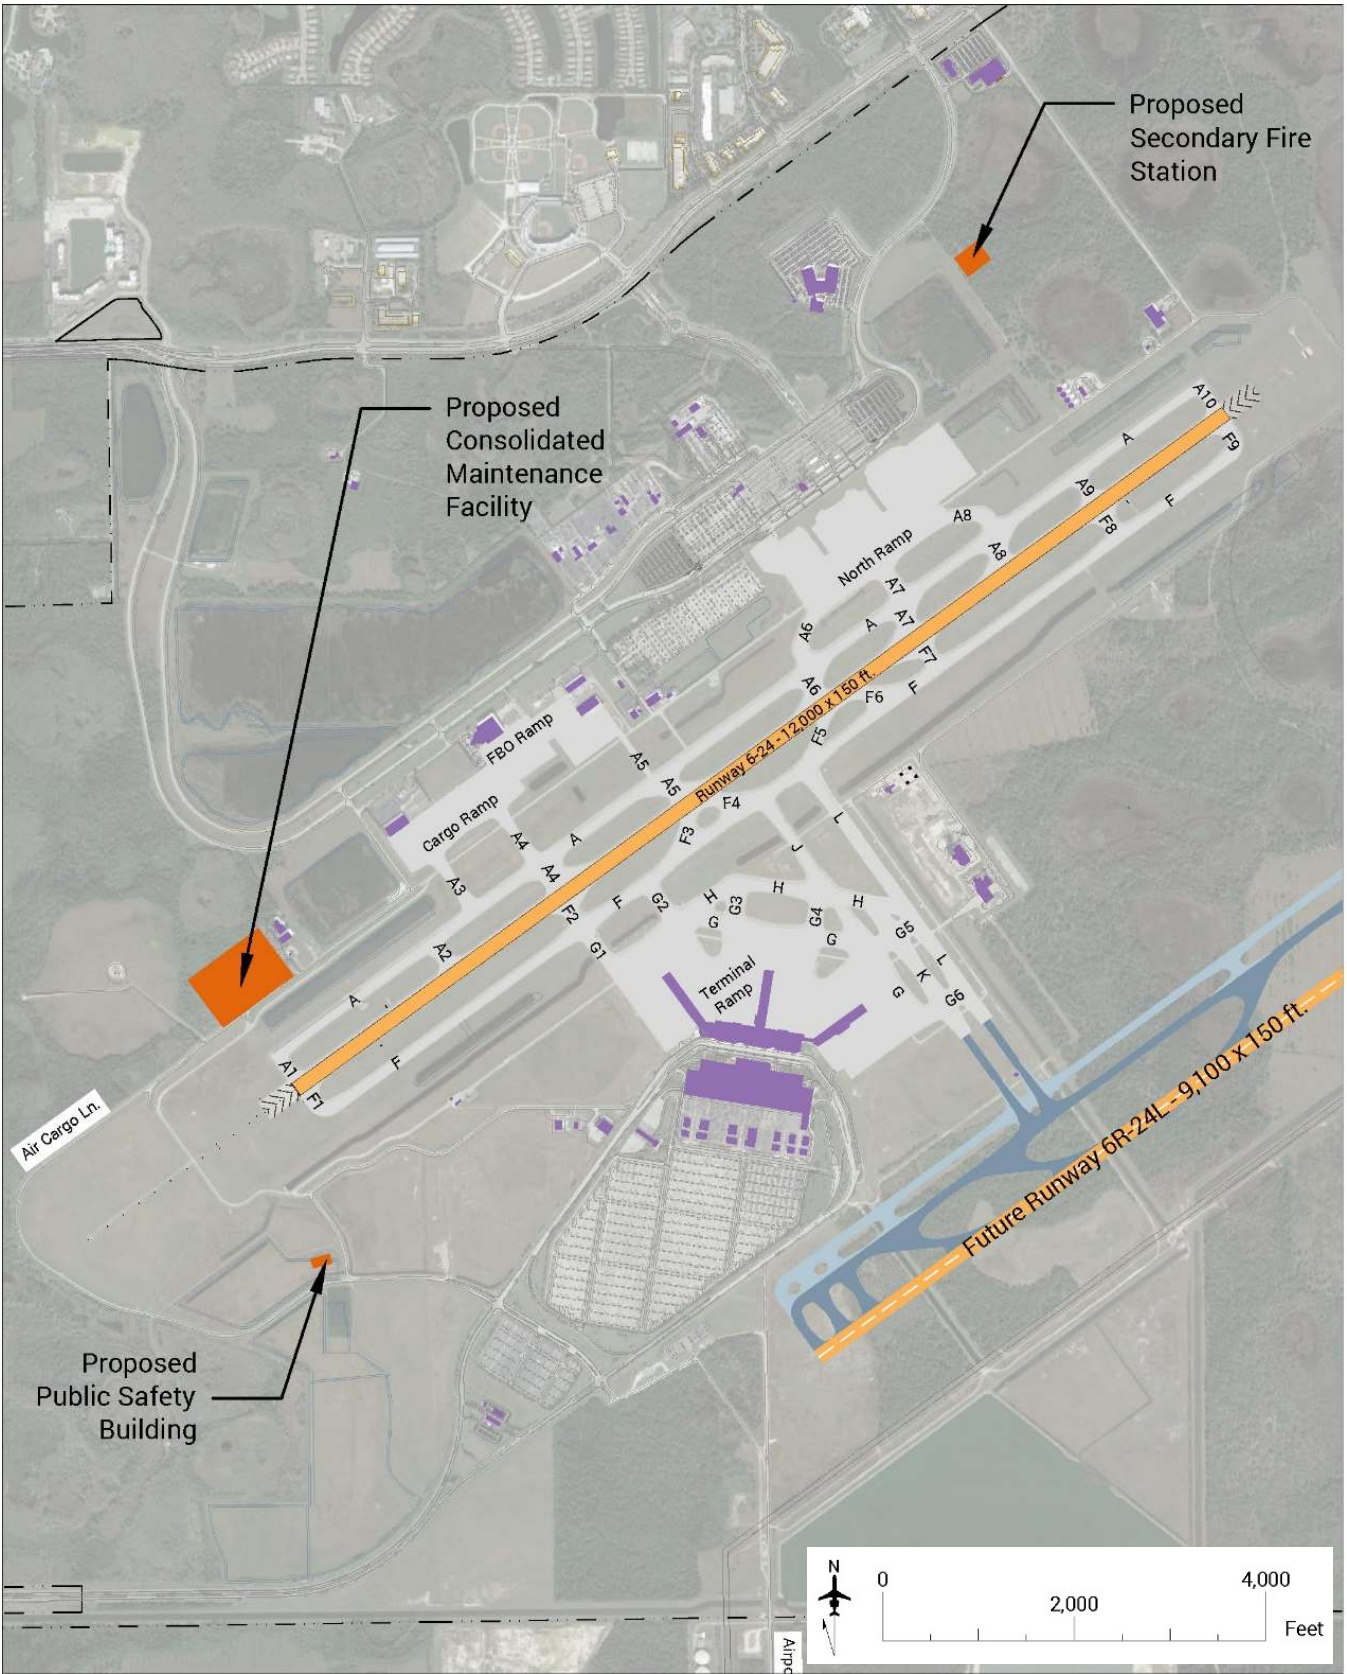 Proposed
Secondary Fire
Station
Proposed
Consolidated
Maintenance
Facility
A10
F9
A
A9
F
F8
A8
A8
North Ramp
A7
A7
A
A6
F7
A6
F
F6
F5
Runway 6-24 - 12,000 x 150 ft.
FBO Ramp
A5
A5
F4
L
Cargo Ramp
F3
A4
A
J
A4
A3
H
H
H
F
G2
G3
G4
G
G
F2
G5
G1
A2
L
K
G
G6
Terminal
Ramp
A
F
A1
F1
Air Cargo Ln.
Future Runway 6R-24L - 9,100 x 150 ft.
Proposed
Public Safety
Building
N
0
2,000
4,000
Feet
Airpo